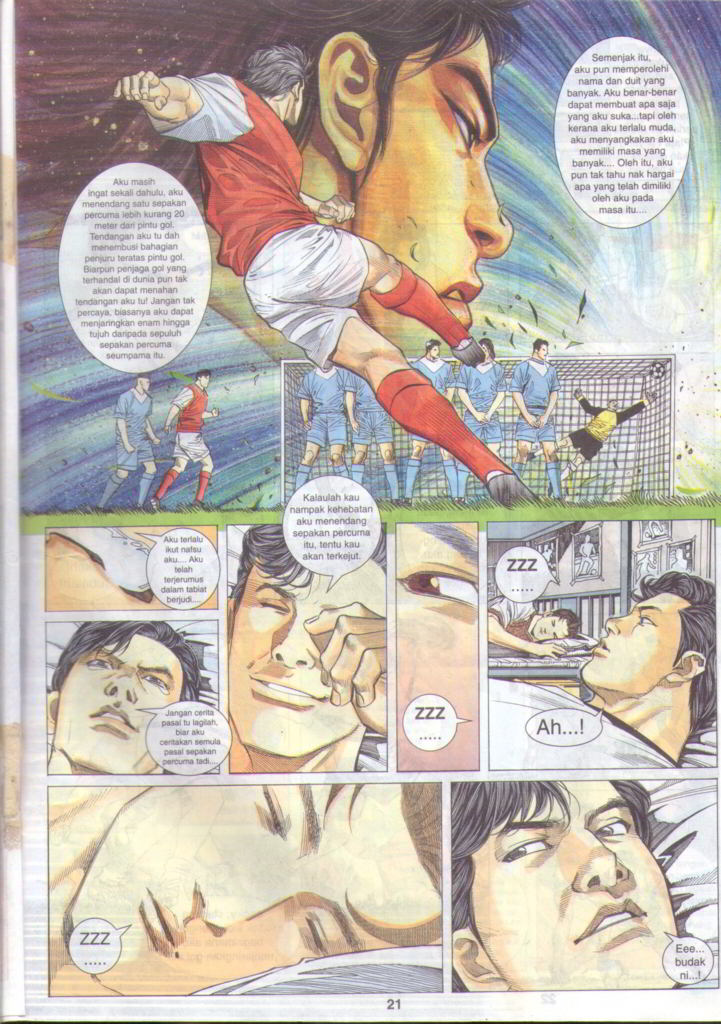 Semenjak itu,
aku pun memperolehi
nama dan duit yang
banyak. Aku benar-benar
dapat membuat apa saja
yang aku suka...tapi oleh
kerana aku terlalu muda,
aku menyangkakan aku
memiliki masa yang
banyak.... Oleh itu, aku
pun tak tahu nak hargai
apa yang telah dimiliki
oleh aku pada
masa itu....
Aku masih
ingat sekali dahulu, aku
menendang satu sepakan
percuma lebih kurang 20
meter dari pintu gol.
Tendangan aku tu dah
menembusi bahagian
penjuru teratas pintu gol.
Biarpun penjaga gol yang
terhandal di dunia pun tak
akan dapat menahan
tendangan aku tu! Jangan tak
percaya, biasanya aku dapat
menjaringkan enam hingga
tujuh daripada sepuluh
sepakan percuma
seumpama itu.
Aku terlalu
ikut nafsu
aku.... Aku
telah
terjerumus
dalam tabiat
berjudi....
Kalaulah kau
nampak kehebatan
aku menendang
sepakan percuma
itu, tentu kau
akan terkejut.
Jangan cerita
pasal tu lagilah,
biar aku
ceritakan semula
pasal sepakan
percuma tadi....
ZZZ
.....
ZZZ
.....
Ah...!
ZZZ
.....
Eee...
budak
ni...!
21